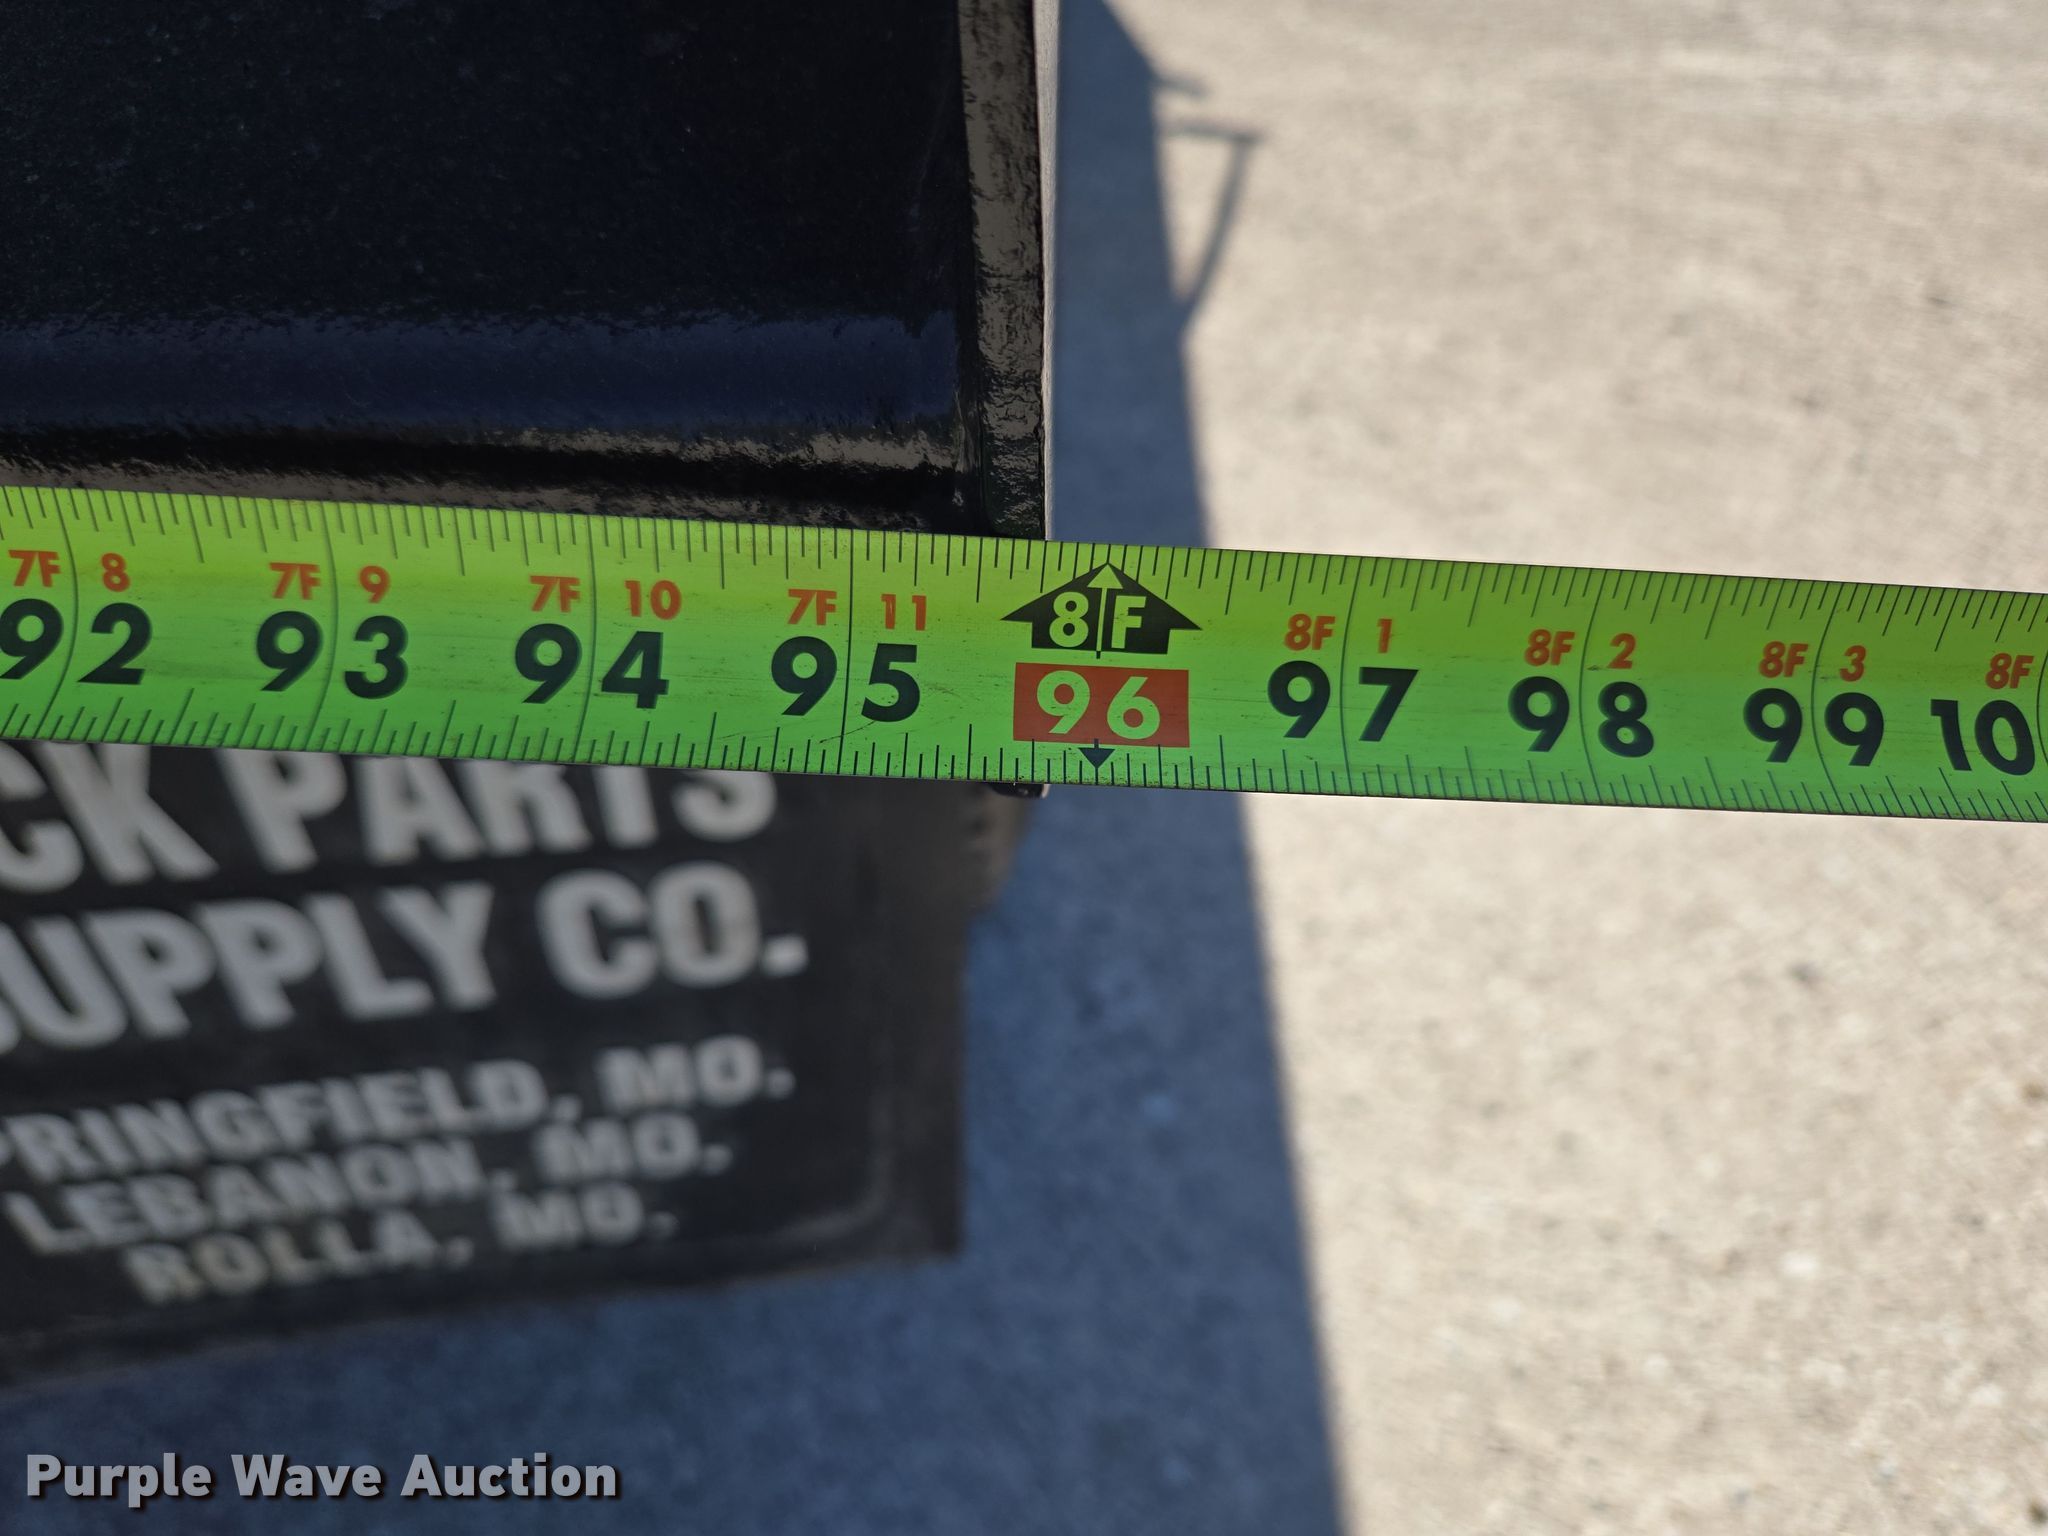 7F 8 7F 9 7F 10 7F 11 8F 8F 1 8F 2 8F 3 8F
92 93 94 95 96 97 98 99 10
CK PARTS
SUPPLY CO.
PRINGFIELD, MO.
LEBANON, MO.
ROLLA, MO.
Purple Wave Auction